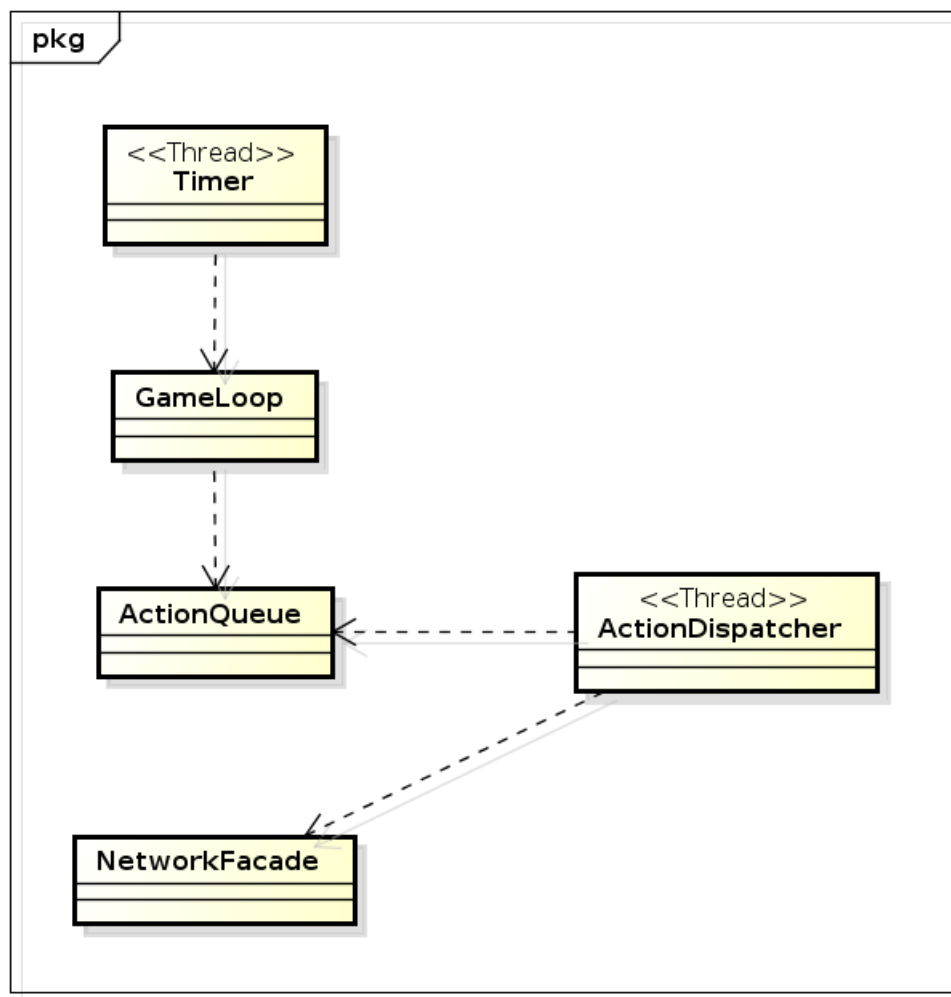 pkg
<<Thread>>
Timer
GameLoop
ActionQueue
<<Thread>>
ActionDispatcher
NetworkFacade